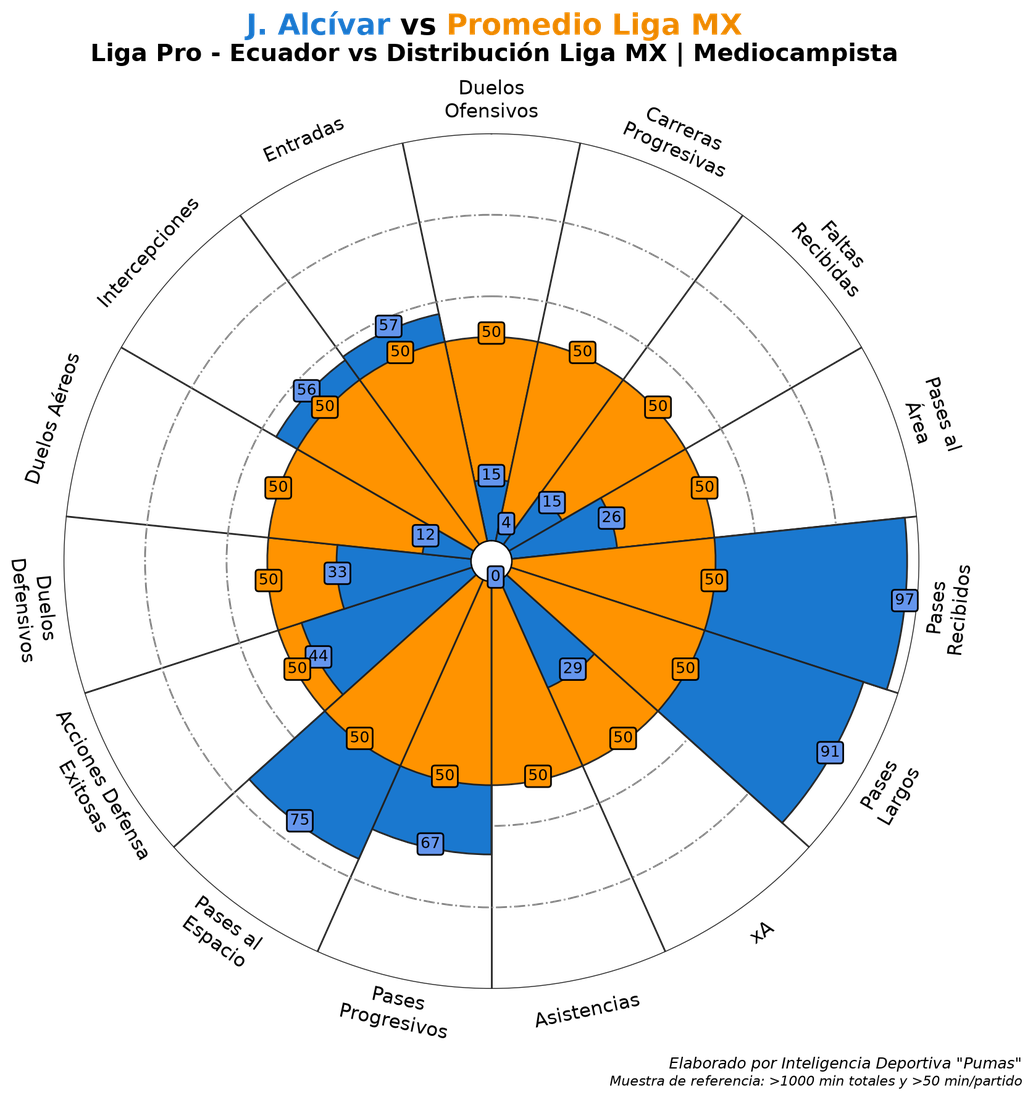 J. Alcívar vs Promedio Liga MX
Liga Pro - Ecuador vs Distribución Liga MX | Mediocampista
Duelos
Ofensivos
15
50
Carreras
Progresivas
4
50
Faltas
Recibidas
15
50
Pases al
Área
26
50
Pases
Recibidos
97
50
Pases
Largos
91
50
xA
29
50
Asistencias
0
50
Pases
Progresivos
67
50
Pases al
Espacio
75
50
Acciones Defensa
Exitosas
44
50
Duelos
Defensivos
33
50
Duelos Aéreos
12
50
Intercepciones
56
50
Entradas
57
50
Elaborado por Inteligencia Deportiva "Pumas"
Muestra de referencia: >1000 min totales y >50 min/partido